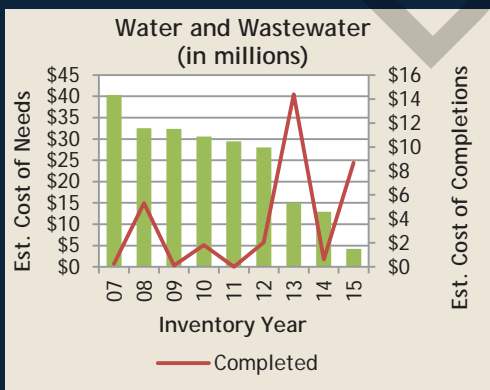 Water and Wastewater
(in millions)
Est. Cost of Needs
$45
$40
$35
$30
$25
$20
$15
$10
$5
$0
$16
$14
$12
$10
$8
$6
$4
$2
$0
Est. Cost of Completions
07 08 09 10 11 12 13 14 15
Inventory Year
Completed